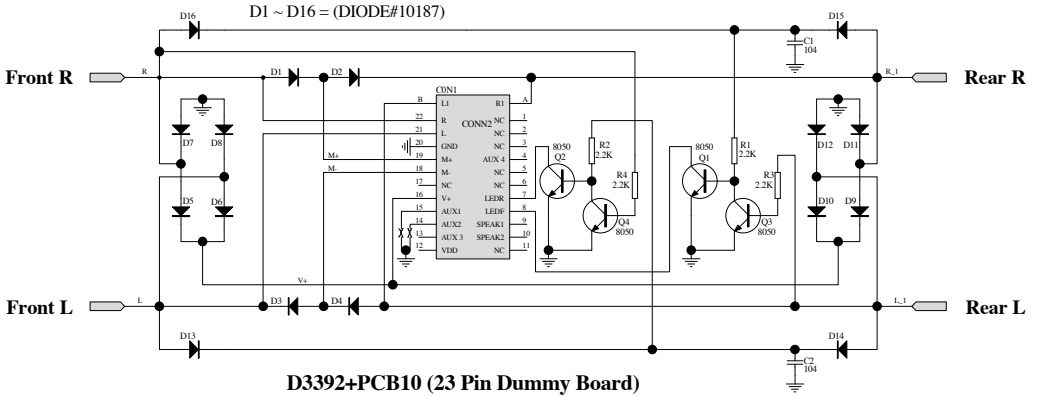 D1 ~ D16 = (DIODE#10187)
D16
D15
C1
104
Front R
R
D1
D2
R_1
Rear R
CON1
CONN2
B L1
22 R
21 L
20 GND
19 M+
18 M-
17 NC
16 V+
15 AUX1
14 AUX2
13 AUX 3
12 VDD
R1 A
NC 1
NC 2
NC 3
AUX 4 4
NC 5
NC 6
LEDR 7
LEDF 8
SPEAK1 9
SPEAK2 10
NC 11
M+
M-
D7
D8
D5
D6
8050
Q2
R2
2.2K
R4
2.2K
Q4
8050
8050
Q1
R1
2.2K
R3
2.2K
Q3
8050
D12
D11
D10
D9
V+
Front L
L
D3
D4
L_1
Rear L
D13
D14
C2
104
D3392+PCB10 (23 Pin Dummy Board)